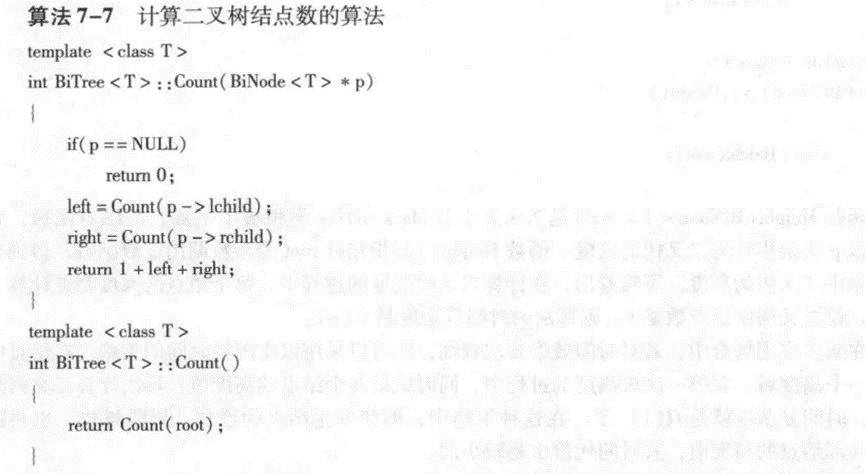 算法7-7 计算二叉树结点数的算法
template <class T>
int BiTree<T>::Count(BiNode<T> *p)
{
if(p==NULL)
return 0;
left=Count(p->lchild);
right=Count(p->rchild);
return 1+left+right;
}
template <class T>
int BiTree<T>::Count()
{
return Count(root);
}